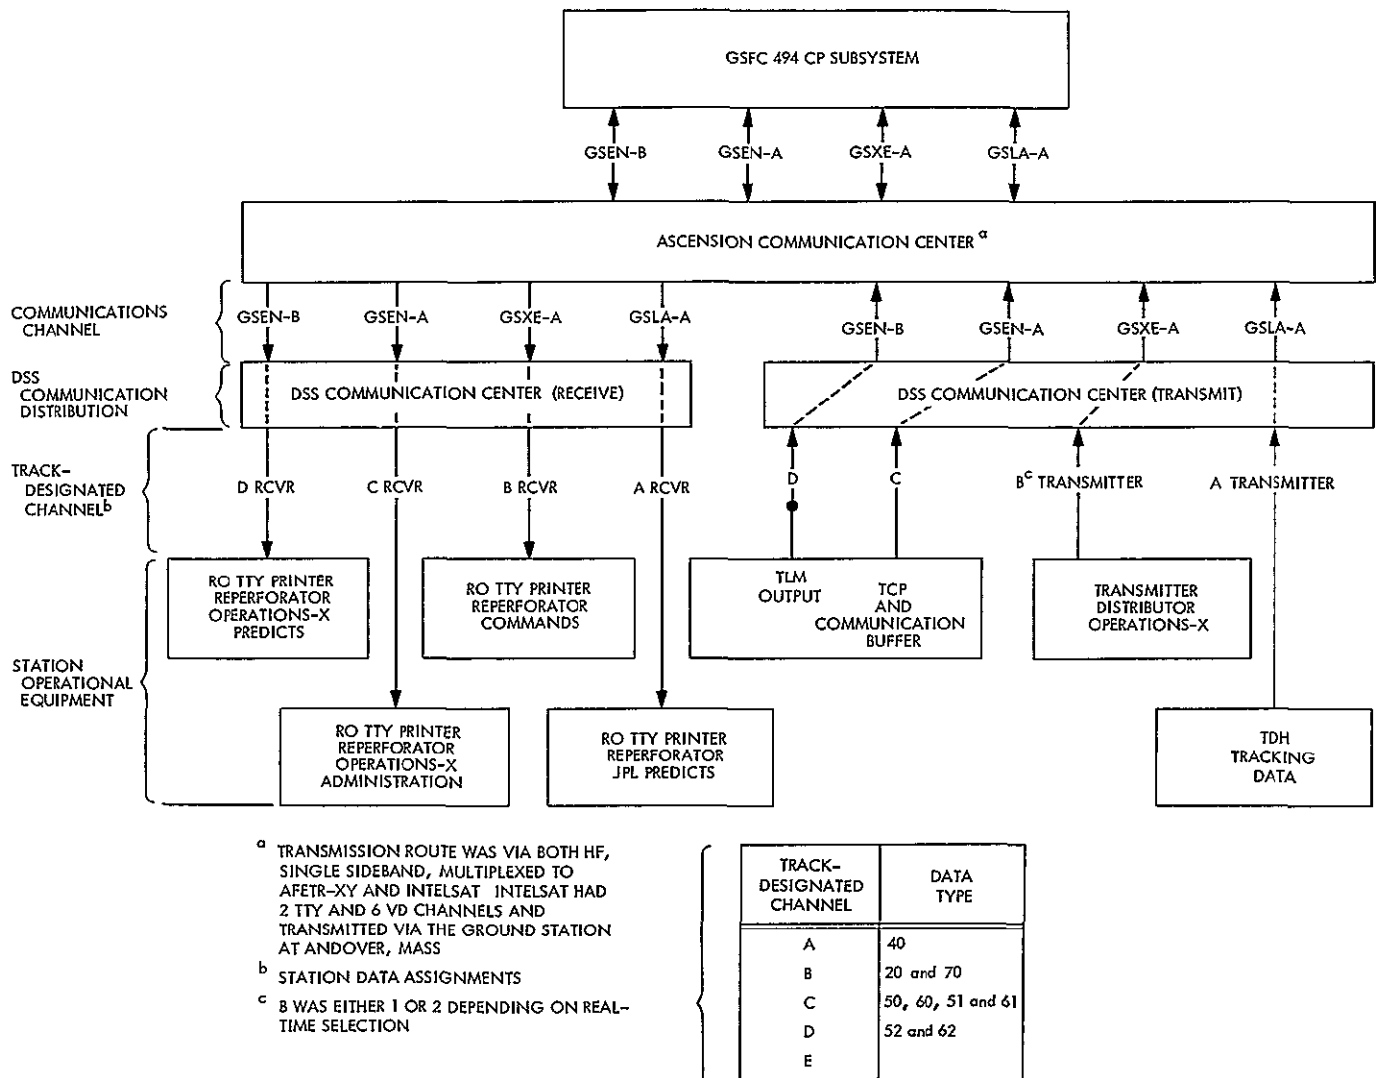 GSFC 494 CP SUBSYSTEM
GSEN-B
GSEN-A
GSXE-A
GSLA-A
ASCENSION COMMUNICATION CENTER a
COMMUNICATIONS
CHANNEL
GSEN-B
GSEN-A
GSXE-A
GSLA-A
GSEN-B
GSEN-A
GSXE-A
GSLA-A
DSS
COMMUNICATION
DISTRIBUTION
DSS COMMUNICATION CENTER (RECEIVE)
DSS COMMUNICATION CENTER (TRANSMIT)
TRACK-
DESIGNATED
CHANNEL b
D RCVR
C RCVR
B RCVR
A RCVR
D
C
B c TRANSMITTER
A TRANSMITTER
STATION
OPERATIONAL
EQUIPMENT
RO TTY PRINTER
REPERFORATOR
OPERATIONS-X
PREDICTS
RO TTY PRINTER
REPERFORATOR
COMMANDS
TLM
OUTPUT
TCP
AND
COMMUNICATION
BUFFER
TRANSMITTER
DISTRIBUTOR
OPERATIONS-X
RO TTY PRINTER
REPERFORATOR
OPERATIONS-X
ADMINISTRATION
RO TTY PRINTER
REPERFORATOR
JPL PREDICTS
TDH
TRACKING
DATA
a TRANSMISSION ROUTE WAS VIA BOTH HF,
SINGLE SIDEBAND, MULTIPLEXED TO
AFETR-XY AND INTELSAT INTELSAT HAD
2 TTY AND 6 VD CHANNELS AND
TRANSMITTED VIA THE GROUND STATION
AT ANDOVER, MASS
b STATION DATA ASSIGNMENTS
c B WAS EITHER 1 OR 2 DEPENDING ON REAL-
TIME SELECTION
TRACK-
DESIGNATED
CHANNEL
DATA
TYPE
A 40
B 20 and 70
C 50, 60, 51 and 61
D 52 and 62
E